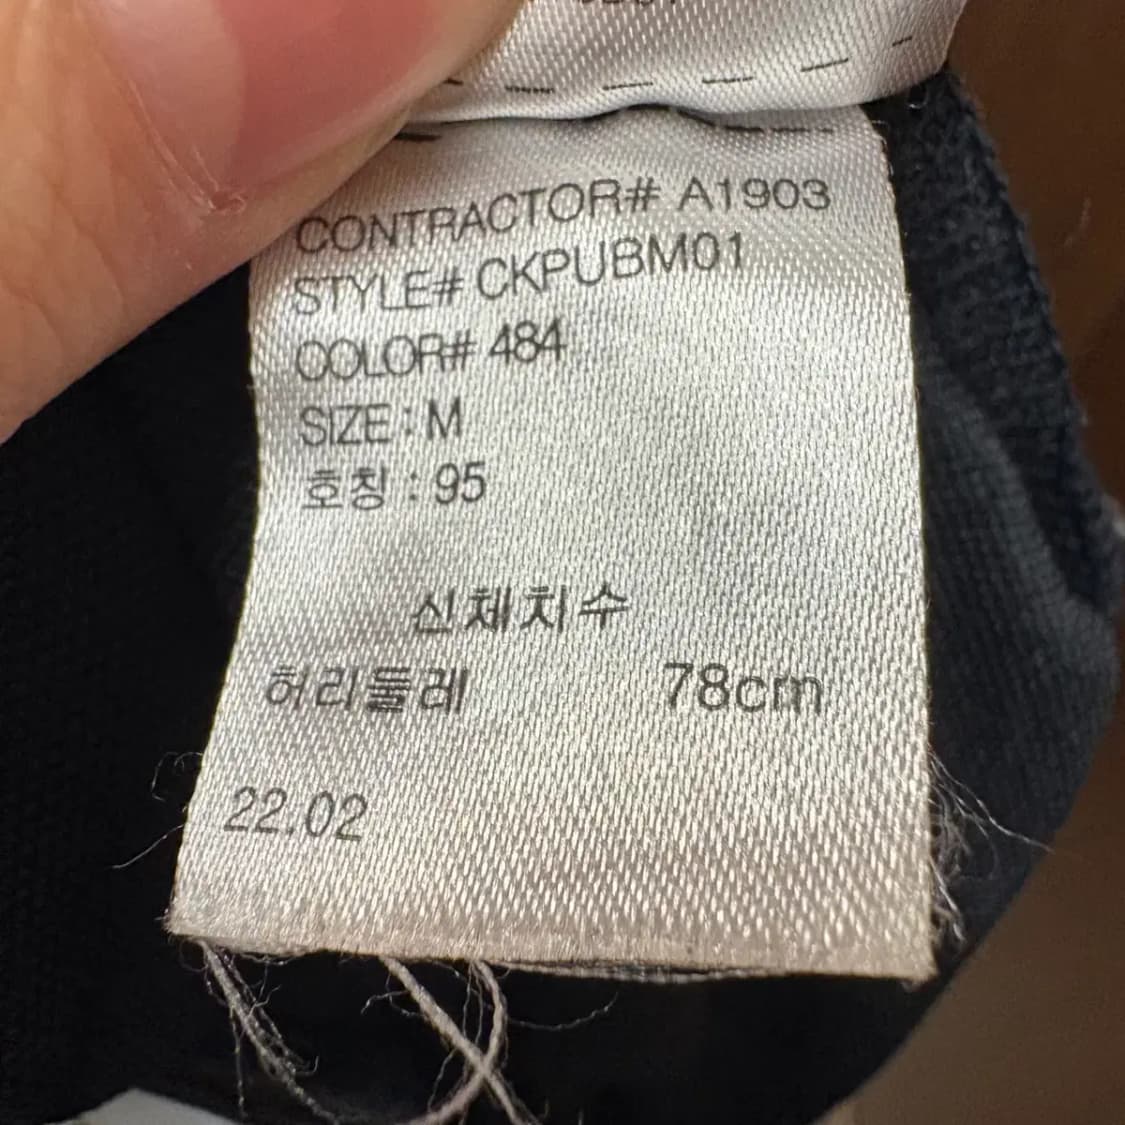 CONTRACTOR# A1903
STYLE# CKPUBM01
COLOR# 484
SIZE : M
호칭 : 95
신체치수
허리둘레 78cm
22.02